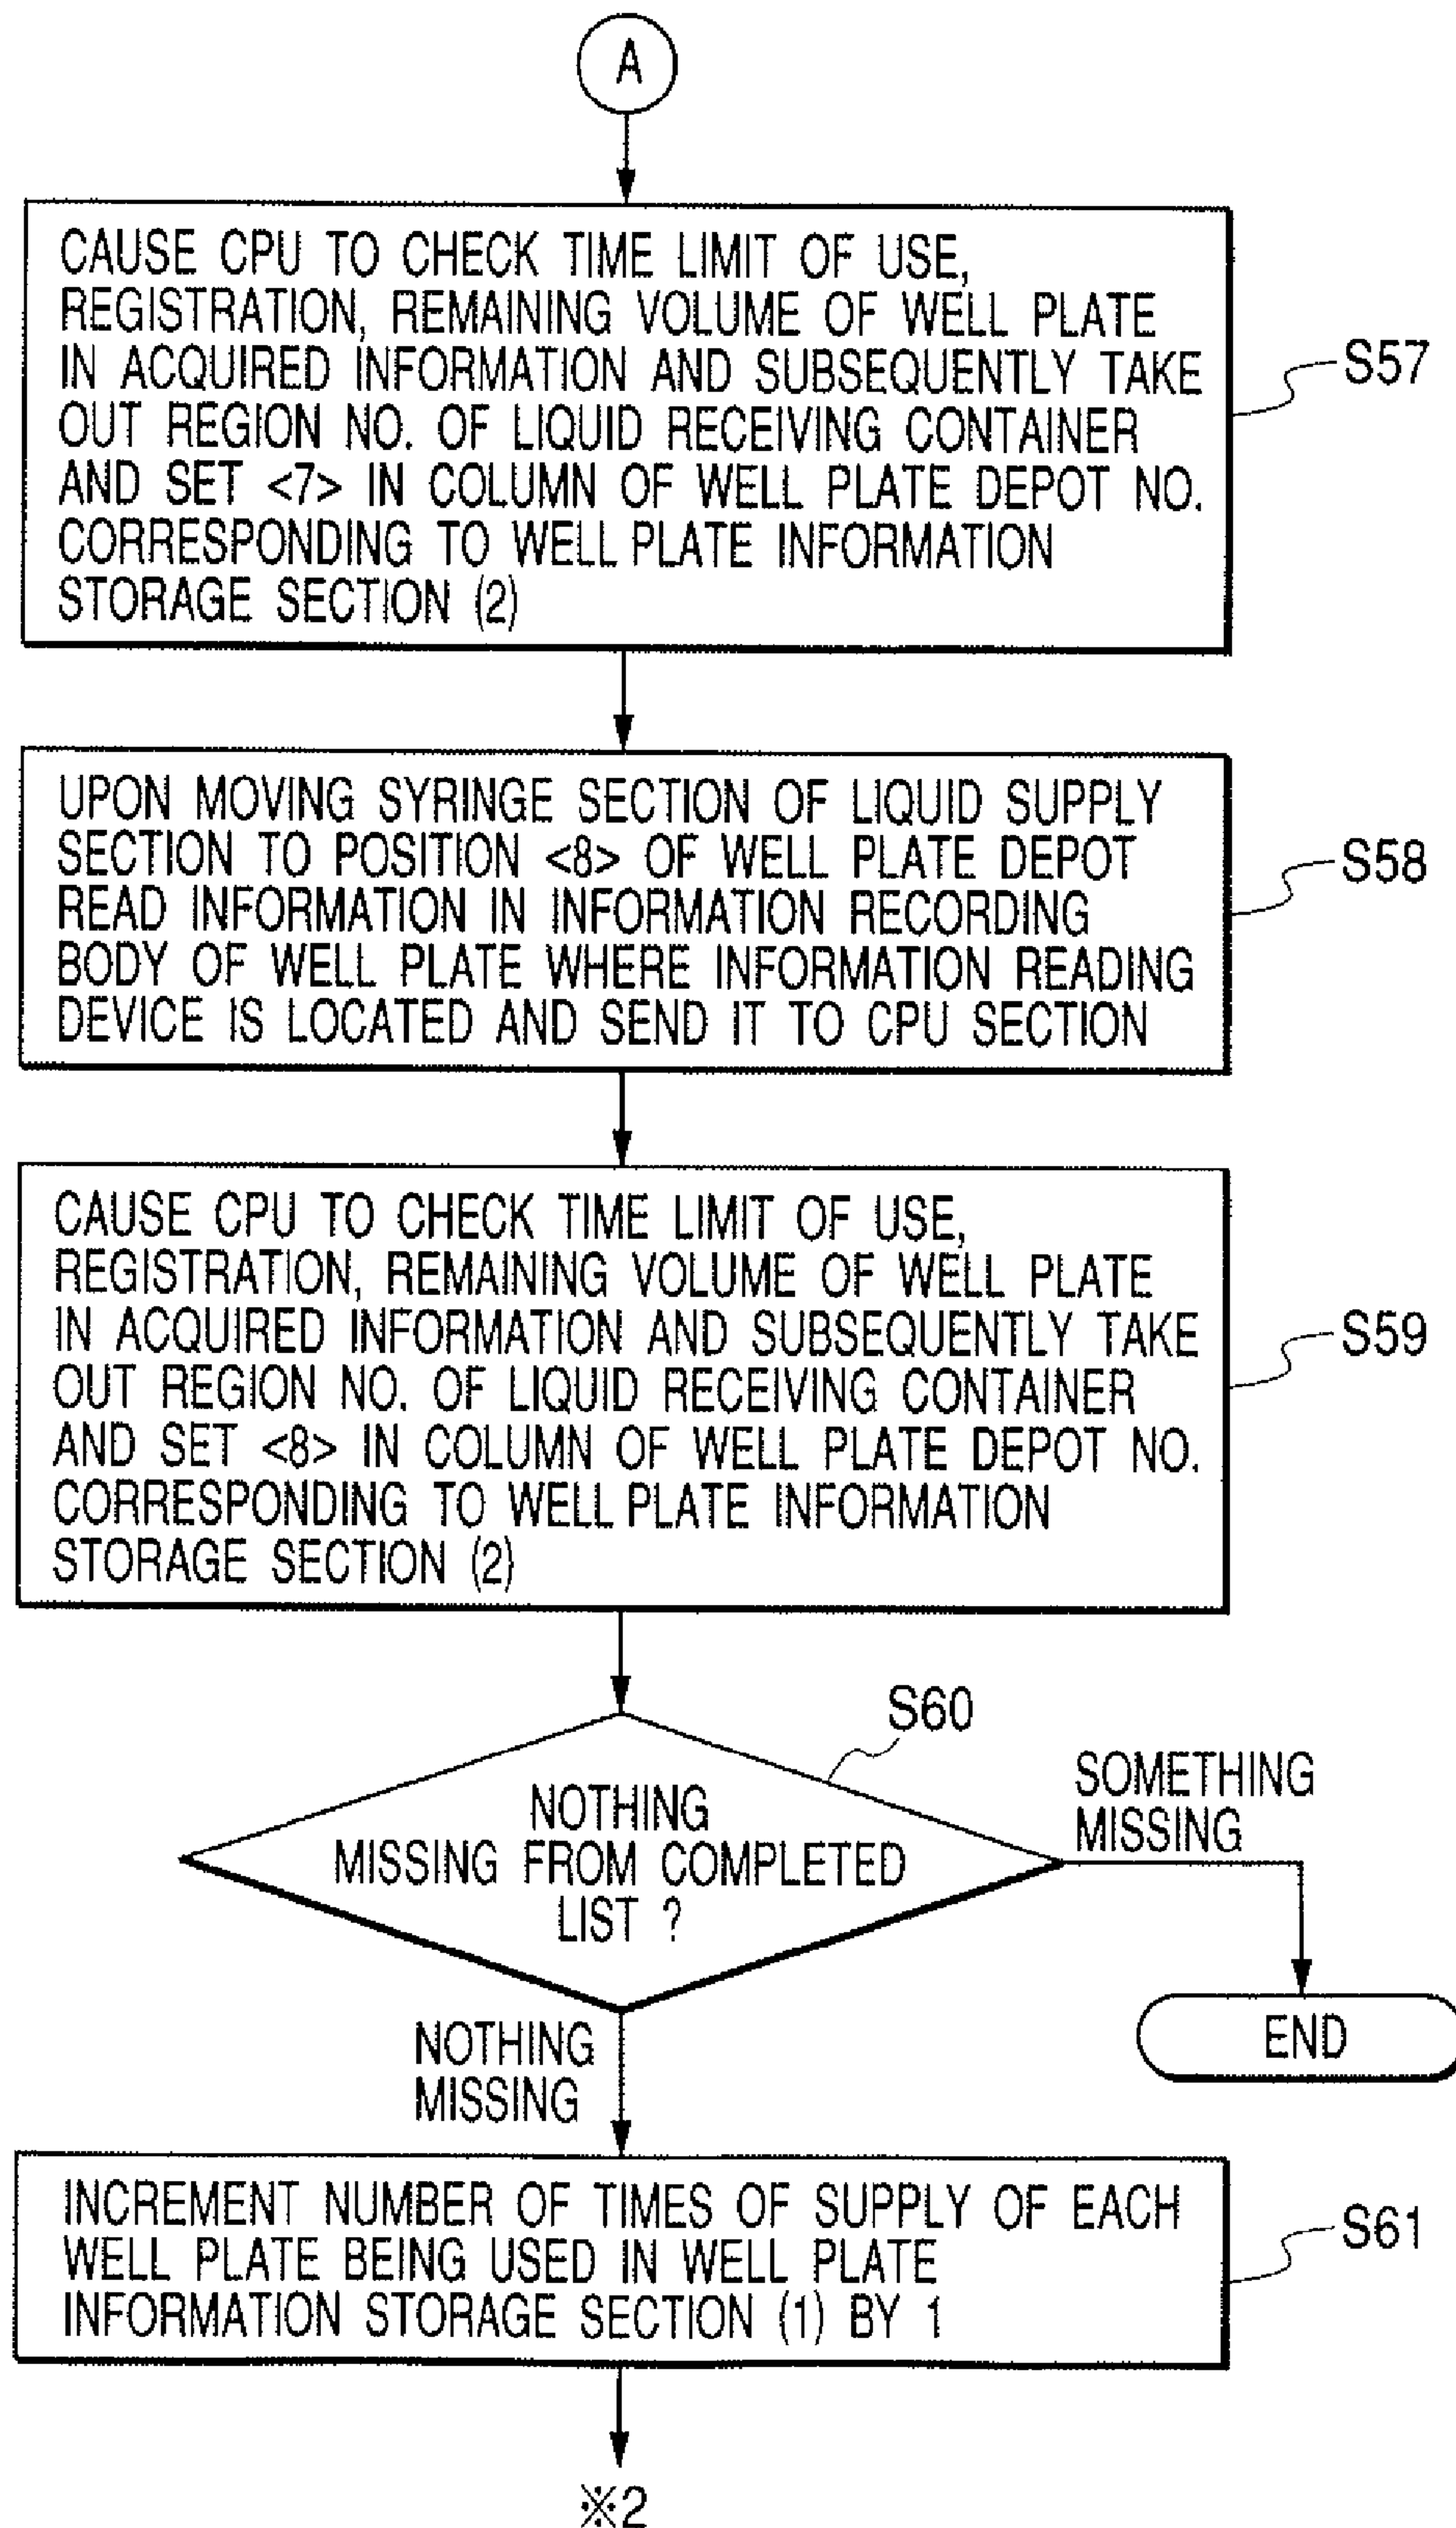 A
CAUSE CPU TO CHECK TIME LIMIT OF USE,
REGISTRATION, REMAINING VOLUME OF WELL PLATE
IN ACQUIRED INFORMATION AND SUBSEQUENTLY TAKE
OUT REGION NO. OF LIQUID RECEIVING CONTAINER
AND SET <7> IN COLUMN OF WELL PLATE DEPOT NO.
CORRESPONDING TO WELL PLATE INFORMATION
STORAGE SECTION (2)
S57
UPON MOVING SYRINGE SECTION OF LIQUID SUPPLY
SECTION TO POSITION <8> OF WELL PLATE DEPOT
READ INFORMATION IN INFORMATION RECORDING
BODY OF WELL PLATE WHERE INFORMATION READING
DEVICE IS LOCATED AND SEND IT TO CPU SECTION
S58
CAUSE CPU TO CHECK TIME LIMIT OF USE,
REGISTRATION, REMAINING VOLUME OF WELL PLATE
IN ACQUIRED INFORMATION AND SUBSEQUENTLY TAKE
OUT REGION NO. OF LIQUID RECEIVING CONTAINER
AND SET <8> IN COLUMN OF WELL PLATE DEPOT NO.
CORRESPONDING TO WELL PLATE INFORMATION
STORAGE SECTION (2)
S59
S60
NOTHING
MISSING FROM COMPLETED
LIST ?
SOMETHING
MISSING
END
NOTHING
MISSING
INCREMENT NUMBER OF TIMES OF SUPPLY OF EACH
WELL PLATE BEING USED IN WELL PLATE
INFORMATION STORAGE SECTION (1) BY 1
S61
※2